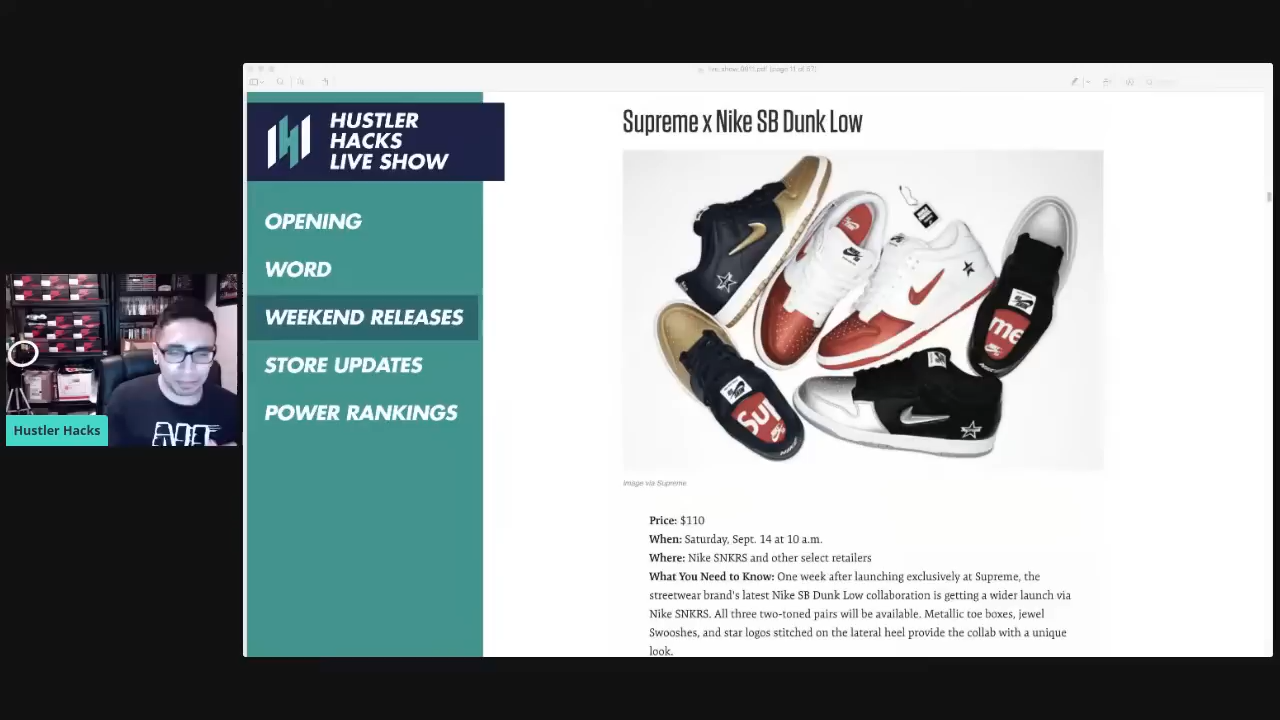 HUSTLER
HACKS
LIVE SHOW
OPENING
WORD
WEEKEND RELEASES
STORE UPDATES
POWER RANKINGS
Hustler Hacks
Supreme x Nike SB Dunk Low
Image via Supreme
Price: $110
When: Saturday, Sept. 14 at 10 a.m.
Where: Nike SNKRS and other select retailers
What You Need to Know: One week after launching exclusively at Supreme, the
streetwear brand's latest Nike SB Dunk Low collaboration is getting a wider launch via
Nike SNKRS. All three two-toned pairs will be available. Metallic toe boxes, jewel
Swooshes, and star logos stitched on the lateral heel provide the collab with a unique
look.